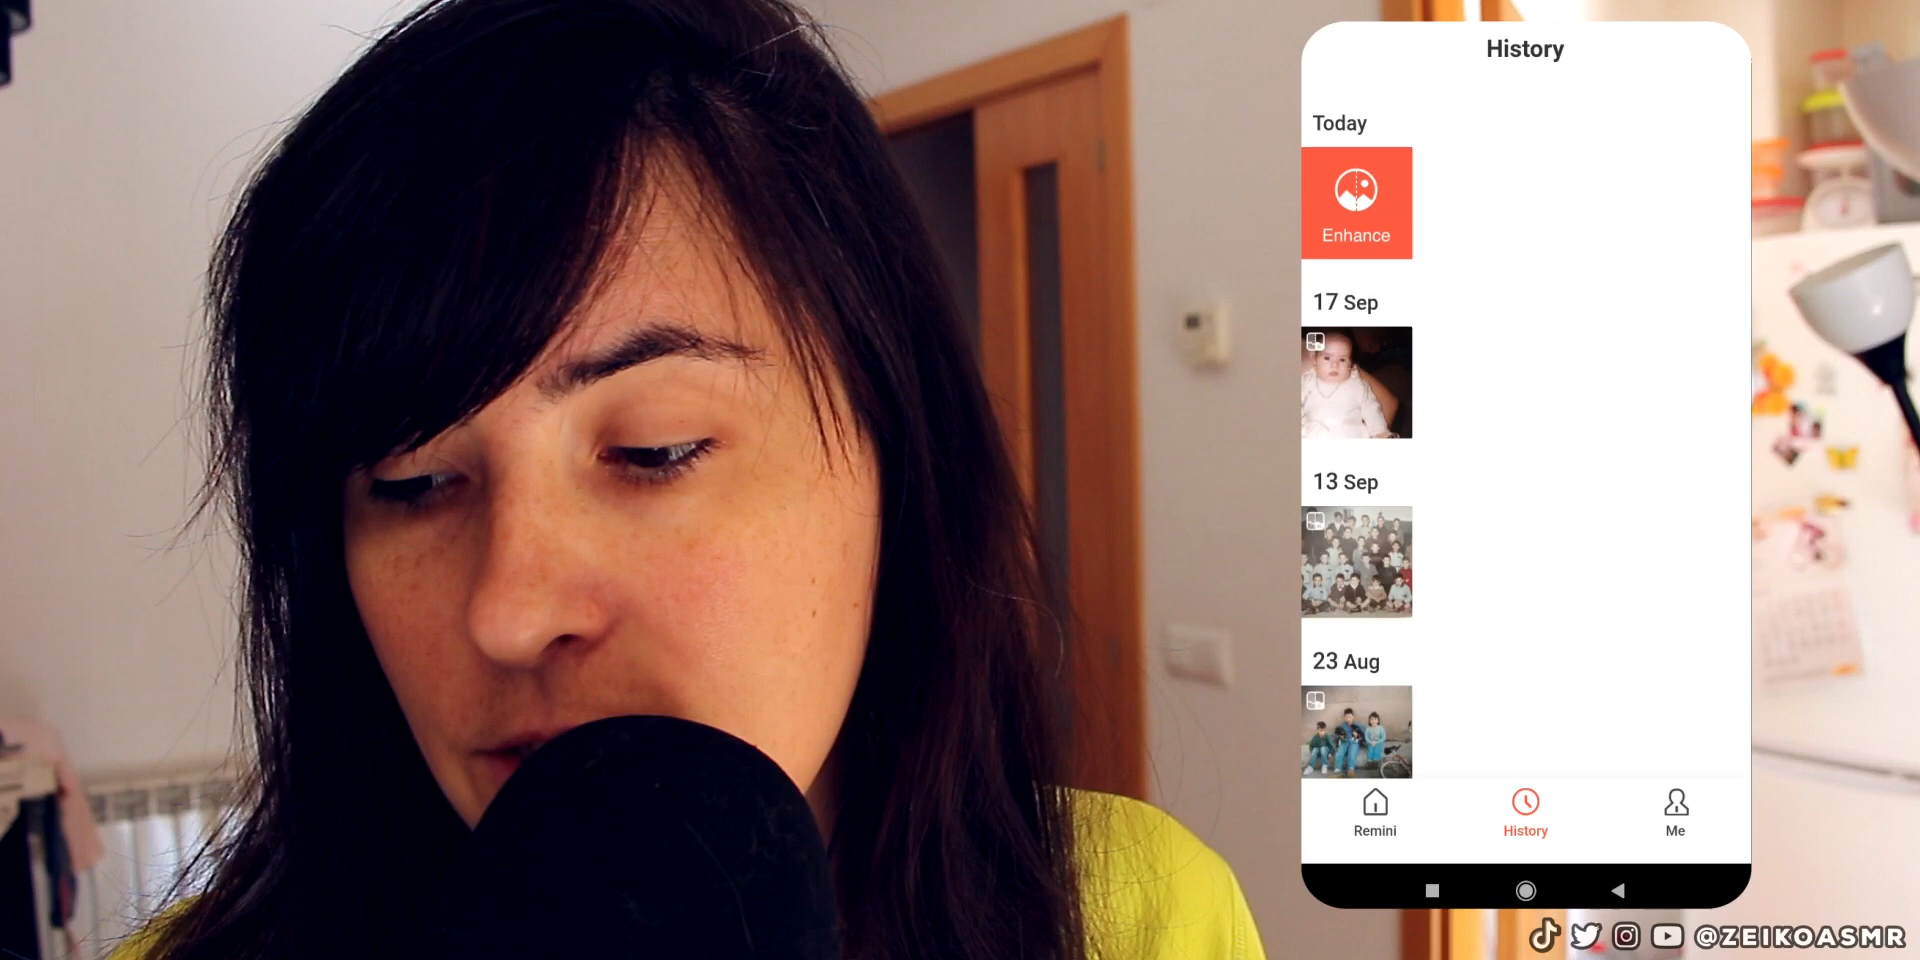 History
Today
Enhance
17 Sep
13 Sep
23 Aug
Remini
History
Me
@ZEIKOASMR